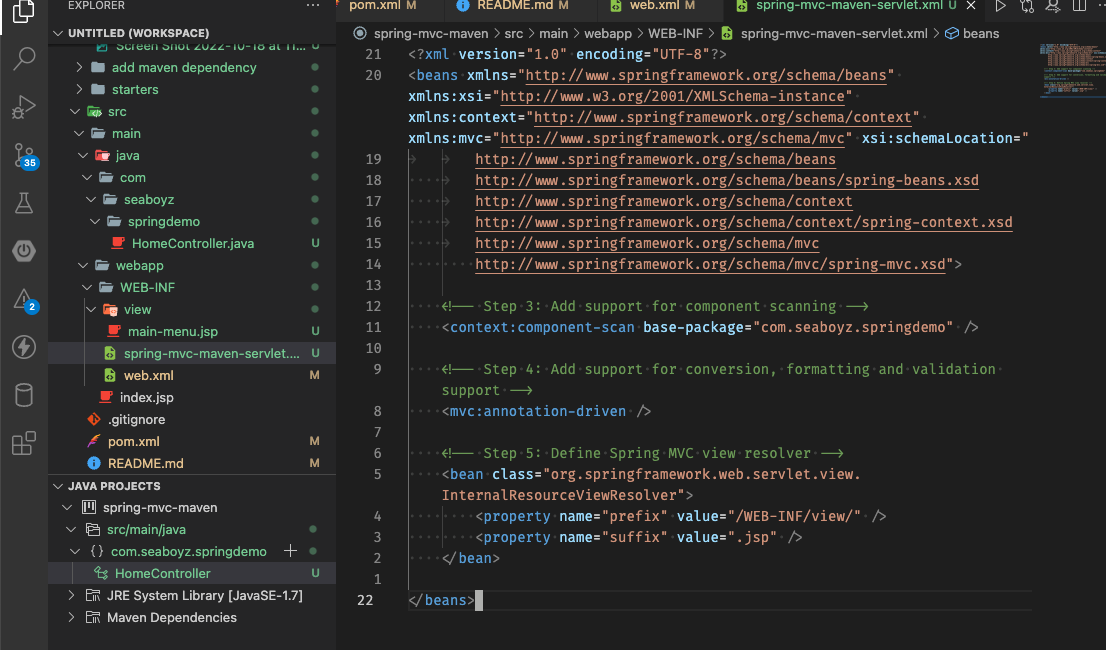 EXPLORER
UNTITLED (WORKSPACE)
Screen Shot 2022-10-18 at 11... U
add maven dependency
starters
src
main
java
com
seaboyz
springdemo
HomeController.java U
webapp
WEB-INF
view
main-menu.jsp U
spring-mvc-maven-servlet.... U
web.xml M
index.jsp
.gitignore
pom.xml M
README.md M
JAVA PROJECTS
spring-mvc-maven
src/main/java
{} com.seaboyz.springdemo
HomeController U
JRE System Library [JavaSE-1.7]
Maven Dependencies
35
2
pom.xml M README.md M web.xml M spring-mvc-maven-servlet.xml U
spring-mvc-maven > src > main > webapp > WEB-INF > spring-mvc-maven-servlet.xml > beans
21 <?xml version="1.0" encoding="UTF-8"?>
20 <beans xmlns="http://www.springframework.org/schema/beans"
xmlns:xsi="http://www.w3.org/2001/XMLSchema-instance"
xmlns:context="http://www.springframework.org/schema/context"
xmlns:mvc="http://www.springframework.org/schema/mvc" xsi:schemaLocation="
19 http://www.springframework.org/schema/beans
18 http://www.springframework.org/schema/beans/spring-beans.xsd
17 http://www.springframework.org/schema/context
16 http://www.springframework.org/schema/context/spring-context.xsd
15 http://www.springframework.org/schema/mvc
14 http://www.springframework.org/schema/mvc/spring-mvc.xsd">
13
12 <!-- Step 3: Add support for component scanning -->
11 <context:component-scan base-package="com.seaboyz.springdemo" />
10
9 <!-- Step 4: Add support for conversion, formatting and validation
support -->
8 <mvc:annotation-driven />
7
6 <!-- Step 5: Define Spring MVC view resolver -->
5 <bean class="org.springframework.web.servlet.view.
InternalResourceViewResolver">
4 <property name="prefix" value="/WEB-INF/view/" />
3 <property name="suffix" value=".jsp" />
2 </bean>
1
22 </beans>